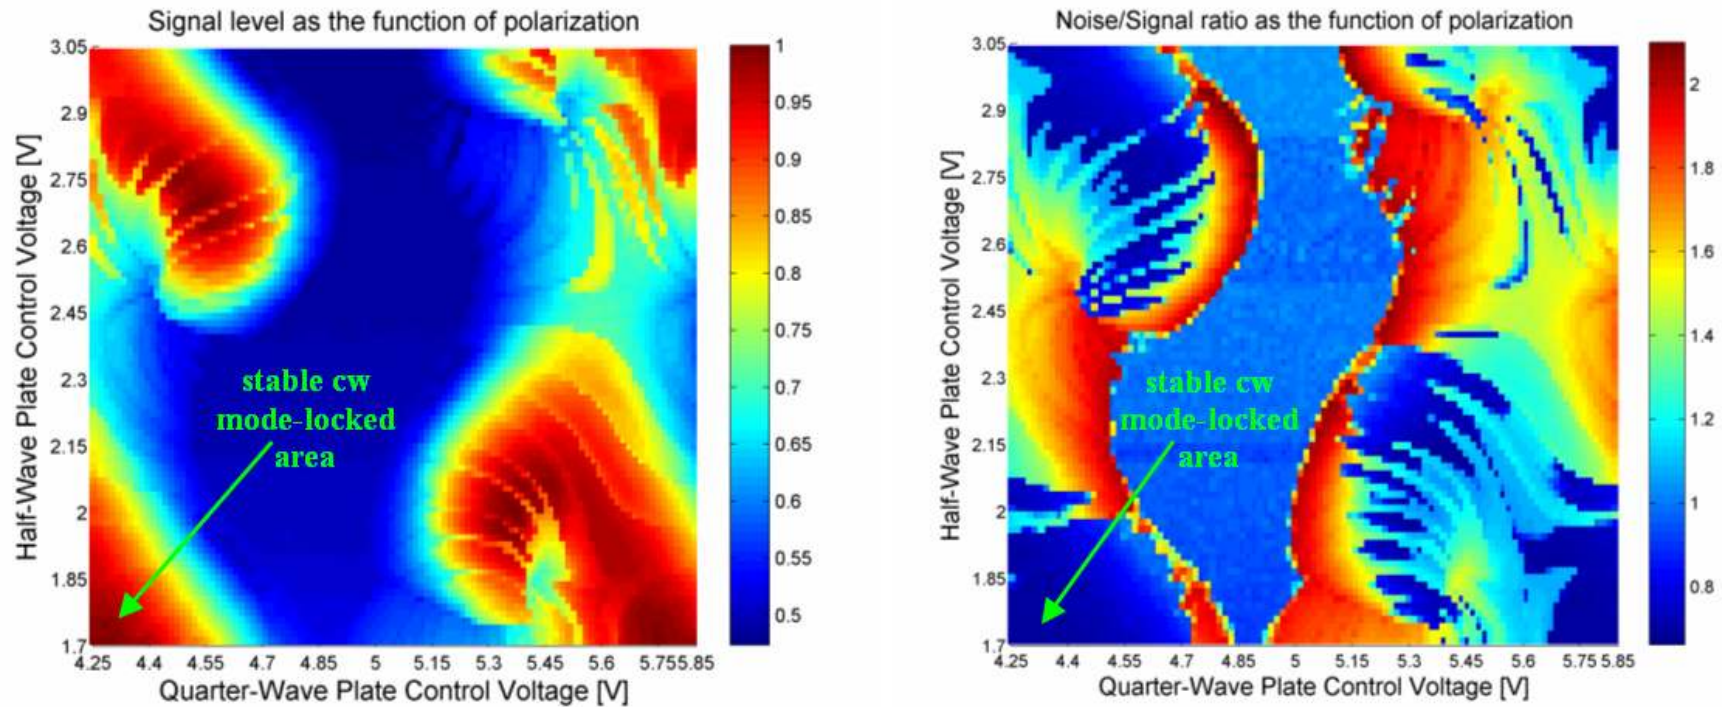 Signal level as the function of polarization
Half-Wave Plate Control Voltage [V]
3.05
2.9
2.75
2.6
2.45
2.3
2.15
2
1.85
1.7
4.25 4.4 4.55 4.7 4.85 5 5.15 5.3 5.45 5.6 5.75 5.85
Quarter-Wave Plate Control Voltage [V]
stable cw
mode-locked
area
1
0.95
0.9
0.85
0.8
0.75
0.7
0.65
0.6
0.55
0.5
Noise/Signal ratio as the function of polarization
Half-Wave Plate Control Voltage [V]
3.05
2.9
2.75
2.6
2.45
2.3
2.15
2
1.85
1.7
4.25 4.4 4.55 4.7 4.85 5 5.15 5.3 5.45 5.6 5.75 5.85
Quarter-Wave Plate Control Voltage [V]
stable cw
mode-locked
area
2
1.8
1.6
1.4
1.2
1
0.8